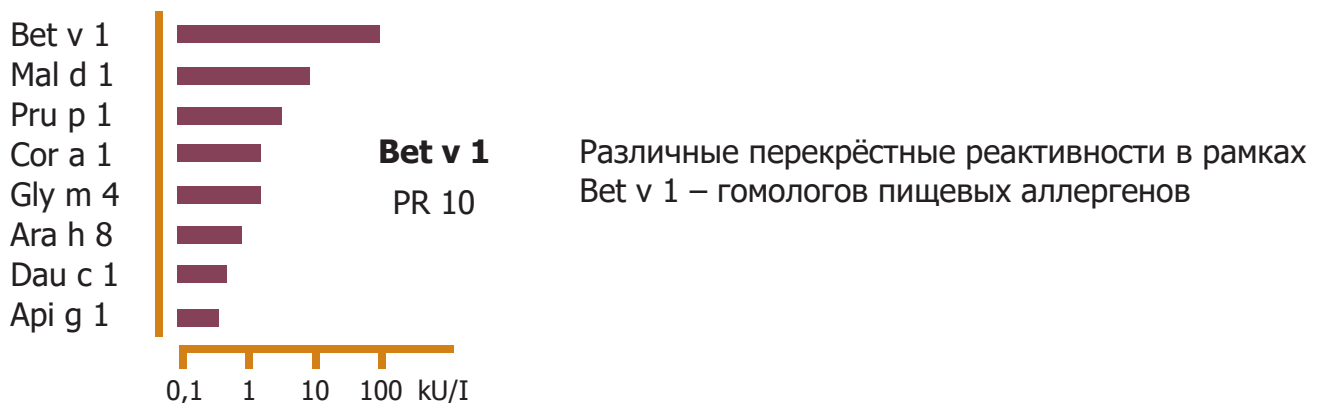 Bet v 1
Mal d 1
Pru p 1
Cor a 1
Gly m 4
Ara h 8
Dau c 1
Api g 1
0,1 1 10 100 kU/I
Bet v 1
PR 10
Различные перекрёстные реактивности в рамках
Bet v 1 – гомологов пищевых аллергенов